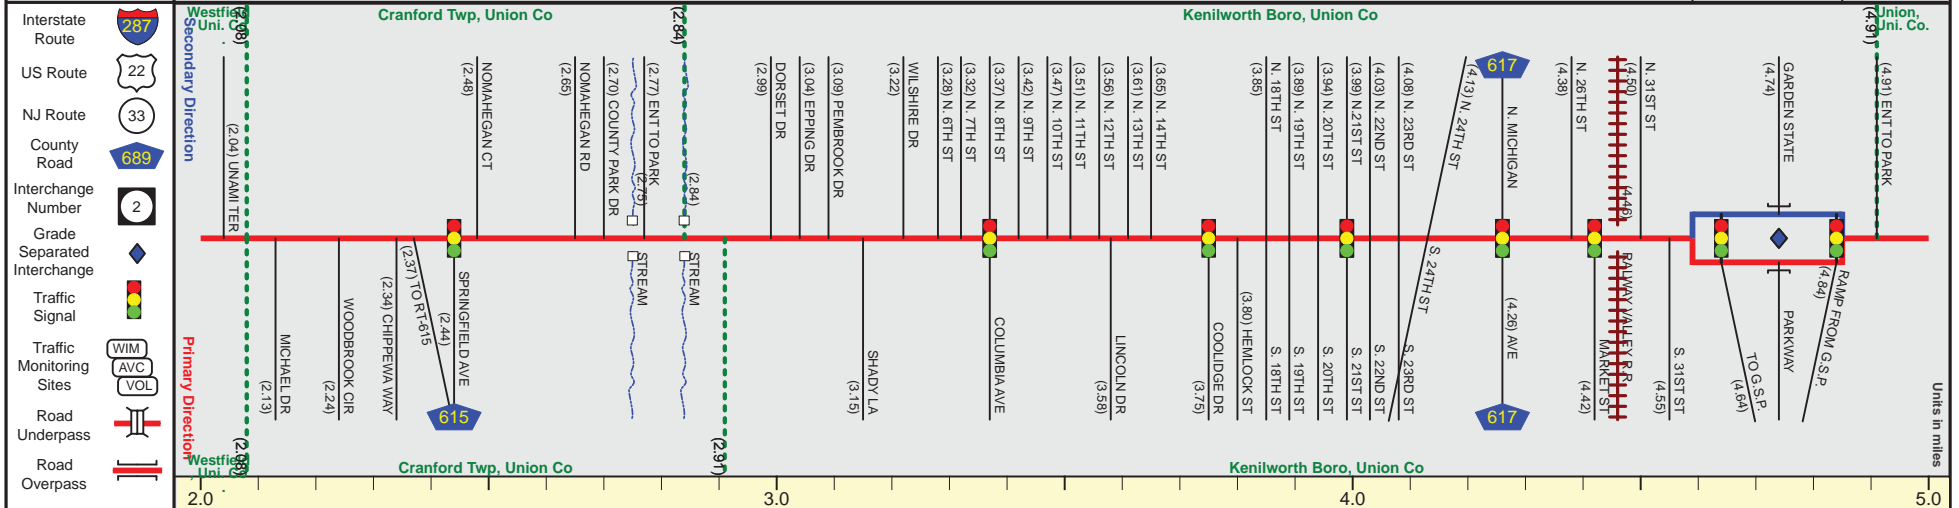 Interstate
Route
287
US Route
22
NJ Route
33
County
Road
689
Interchange
Number
2
Grade
Separated
Interchange
Traffic
Signal
Traffic
Monitoring
Sites
WIM
AVC
VOL
Road
Underpass
Road
Overpass
Secondary Direction
Primary Direction
Uni. C
(2.08)
Cranford Twp, Union Co
(2.84)
Kenilworth Boro, Union Co
(4.91)
Union,
Uni. Co.
(2.04) UNAMI TER
(2.48)
NOMAHEGAN CT
(2.65)
NOMAHEGAN RD
(2.70) COUNTY PARK DR
(2.75)
(2.77) ENT TO PARK
(2.84)
(2.99)
DORSET DR
(3.04) EPPING DR
(3.09) PEMBROOK DR
(3.22)
WILSHIRE DR
(3.28) N. 6TH ST
(3.32) N. 7TH ST
(3.37) N. 8TH ST
(3.42) N. 9TH ST
(3.47) N. 10TH ST
(3.51) N. 11TH ST
(3.56) N. 12TH ST
(3.61) N. 13TH ST
(3.65) N. 14TH ST
(3.85)
N. 18TH ST
(3.89) N. 19TH ST
(3.94) N. 20TH ST
(3.99) N.21ST ST
(4.03) N. 22ND ST
(4.08) N. 23RD ST
(4.13) N. 24TH ST
617
N. MICHIGAN
(4.38)
N. 26TH ST
(4.46)
(4.50)
N. 31ST ST
(4.74)
GARDEN STATE
(4.91) ENT TO PARK
MICHAEL DR
(2.13)
WOODBROOK CIR
(2.24)
(2.34) CHIPPEWA WAY
(2.37) TO RT-615
(2.44)
SPRINGFIELD AVE
615
STREAM
STREAM
SHADY LA
(3.15)
COLUMBIA AVE
LINCOLN DR
(3.58)
COOLIDGE DR
(3.75)
(3.80) HEMLOCK ST
S. 18TH ST
S. 19TH ST
S. 20TH ST
S. 21ST ST
S. 22ND ST
S. 23RD ST
S. 24TH ST
(4.26) AVE
617
MARKET ST
(4.42)
RALWAY VALLEY R.R.
S. 31ST ST
(4.55)
TO G.S.P.
(4.64)
PARKWAY
RAMP FROM G.S.P.
(4.84)
Units in miles
(2.08)
Cranford Twp, Union Co
(2.91)
Kenilworth Boro, Union Co
2.0
3.0
4.0
5.0